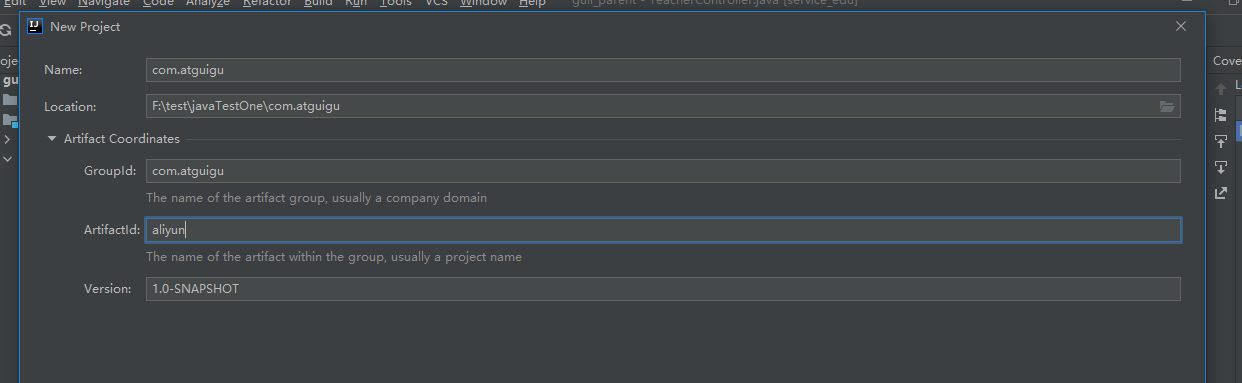 Edit View Navigate Code Analyze Refactor Build Run Tools VCS Window Help guli_parent - TeacherController.java [service_edu]
New Project
Name: com.atguigu
Location: F:\test\javaTestOne\com.atguigu
Artifact Coordinates
GroupId: com.atguigu
The name of the artifact group, usually a company domain
ArtifactId: aliyun
The name of the artifact within the group, usually a project name
Version: 1.0-SNAPSHOT
oje
gu
Cove